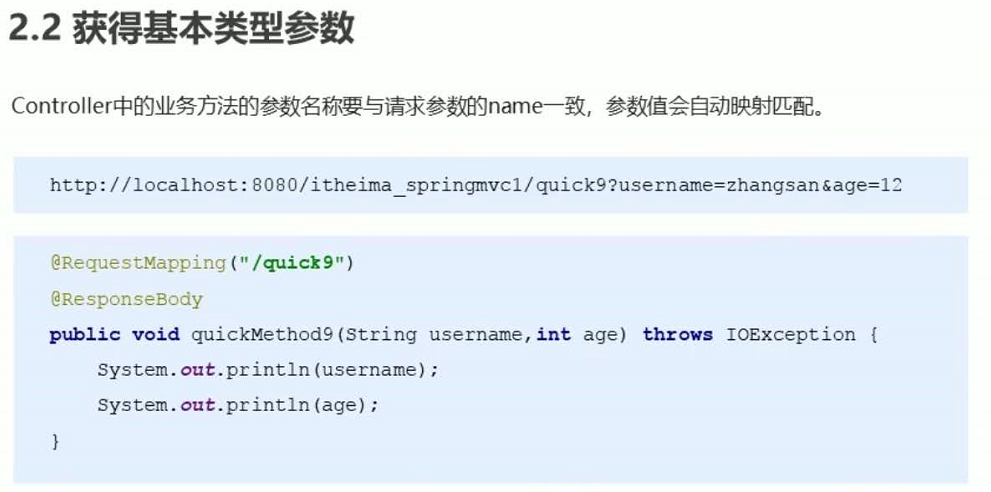 2.2 获得基本类型参数
Controller中的业务方法的参数名称要与请求参数的name一致，参数值会自动映射匹配。
http://localhost:8080/itheima_springmvc1/quick9?username=zhangsan&age=12
@RequestMapping("/quick9")
@ResponseBody
public void quickMethod9(String username,int age) throws IOException {
    System.out.println(username);
    System.out.println(age);
}